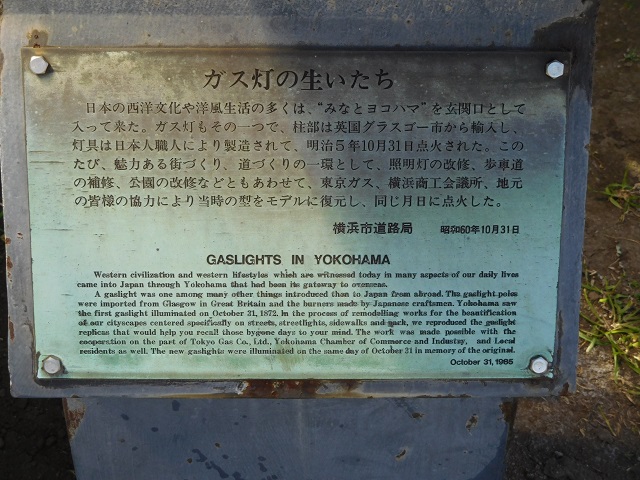 ガス灯の生いたち
日本の西洋文化や洋風生活の多くは、“みなとヨコハマ”を玄関口として
入って来た。ガス灯もその一つで、柱部は英国グラスゴー市から輸入し、
灯具は日本人職人により製造されて、明治5年10月31日点火された。この
たび、魅力ある街づくり、道づくりの一環として、照明灯の改修、歩車道
の補修、公園の改修などともあわせて、東京ガス、横浜商工会議所、地元
の皆様の協力により当時の型をモデルに復元し、同じ月日に点火した。
横浜市道路局 昭和60年10月31日
GASLIGHTS IN YOKOHAMA
Western civilization and western lifestyles which are witnessed today in many aspects of our daily lives
came into Japan through Yokohama that had been its gateway to overseas.
A gaslight was one among many other things introduced then to Japan from abroad. The gaslight poles
were imported from Glasgow in Great Britain and the burners made by Japanese craftsmen. Yokohama saw
the first gaslight illuminated on October 31, 1872. In the process of remodelling works for the beautification
of our cityscapes centered specifically on streets, streetlights, sidewalks and park, we reproduced the gaslight
replicas that would help you recall those bygone days to your mind. The work was made possible with the
cooperation on the part of Tokyo Gas Co., Ltd., Yokohama Chamber of Commerce and Industry, and Local
residents as well. The new gaslights were illuminated on the same day of October 31 in memory of the original.
October 31, 1985